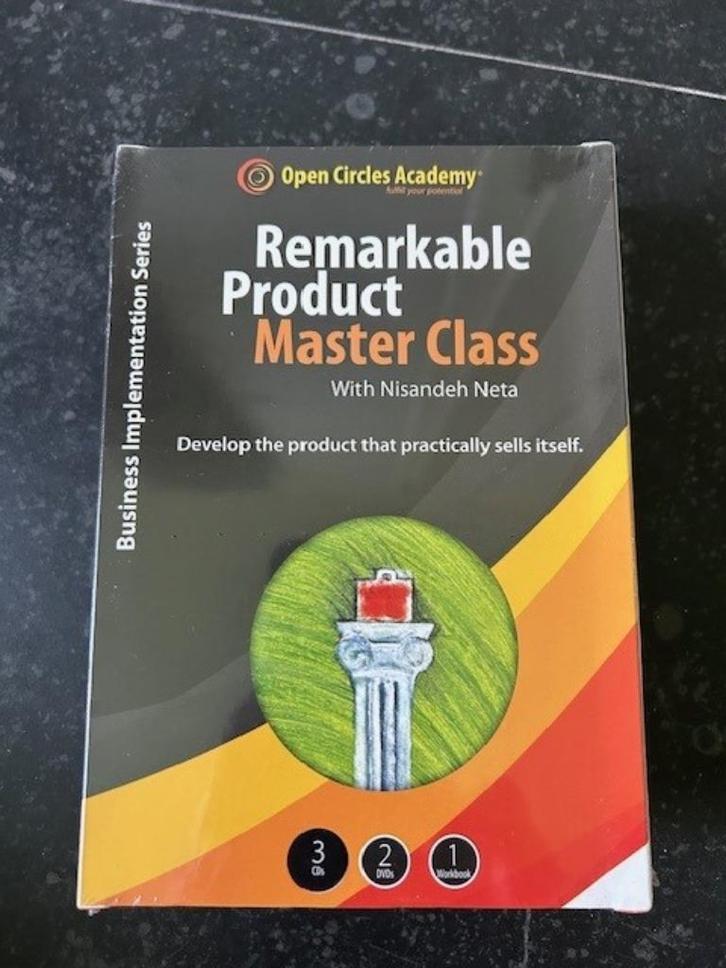 Open Circles Academy®
fulfill your potential
Business Implementation Series
Remarkable
Product
Master Class
With Nisandeh Neta
Develop the product that practically sells itself.
3
CDs
2
DVDs
1
Workbook